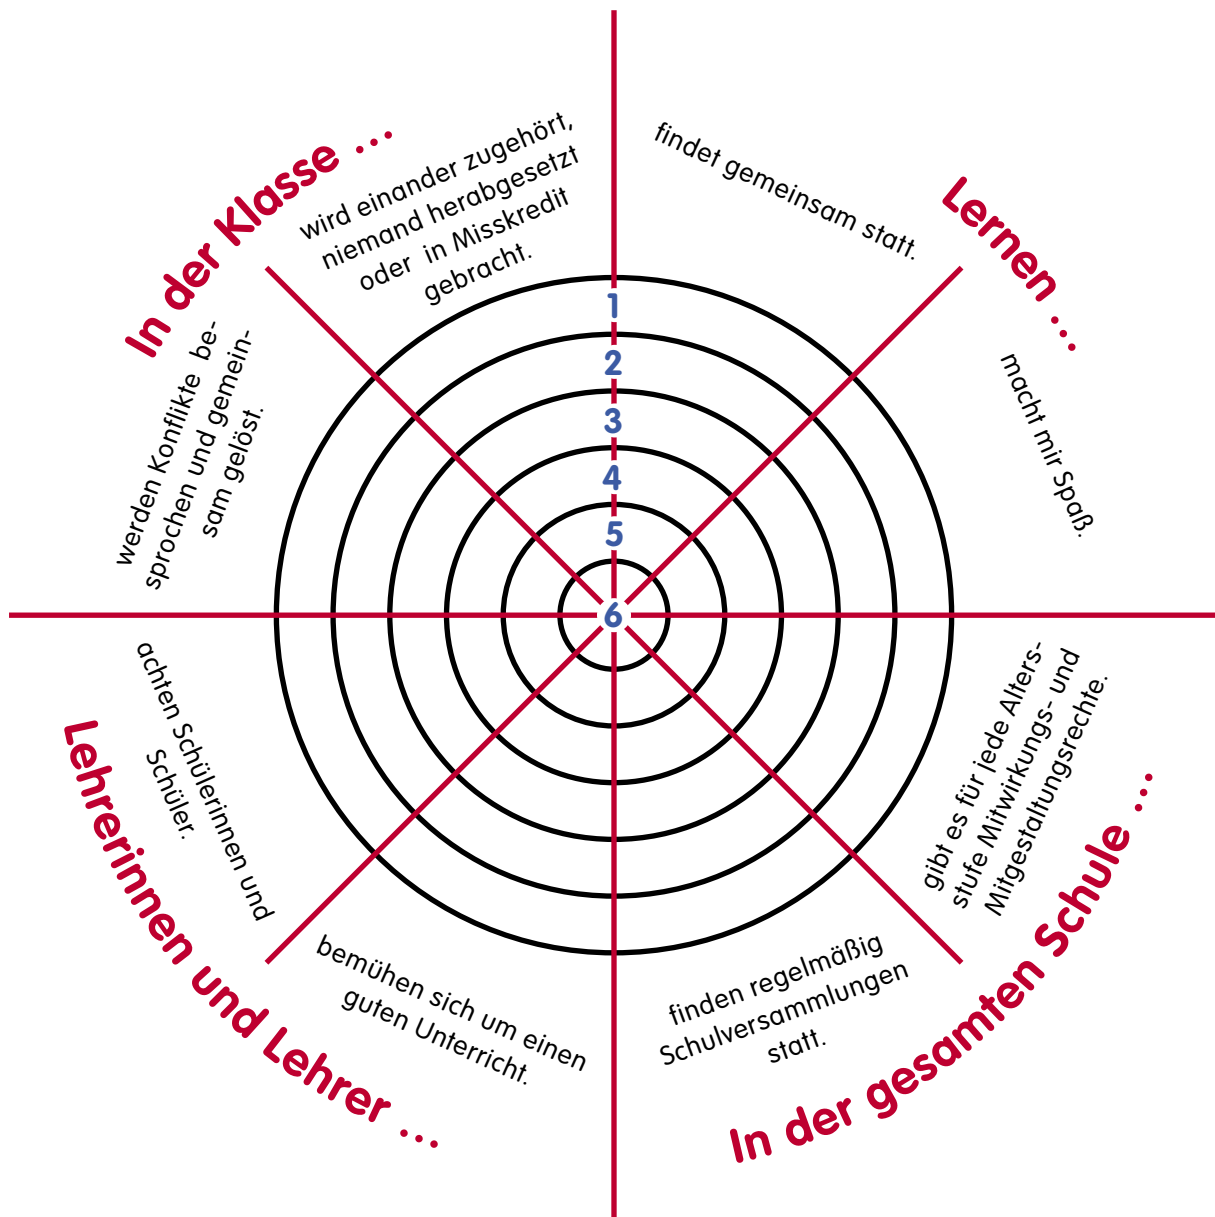 In der Klasse ...
wird einander zugehört,
niemand herabgesetzt
oder in Misskredit
gebracht.
werden Konflikte be-
sprochen und gemein-
sam gelöst.
Lernen ...
findet gemeinsam statt.
macht mir Spaß.
1
2
3
4
5
6
Lehrerinnen und Lehrer ...
achten Schülerinnen und
Schüler.
bemühen sich um einen
guten Unterricht.
In der gesamten Schule ...
gibt es für jede Alters-
stufe Mitwirkungs- und
Mitgestaltungsrechte.
finden regelmäßig
Schulversammlungen
statt.